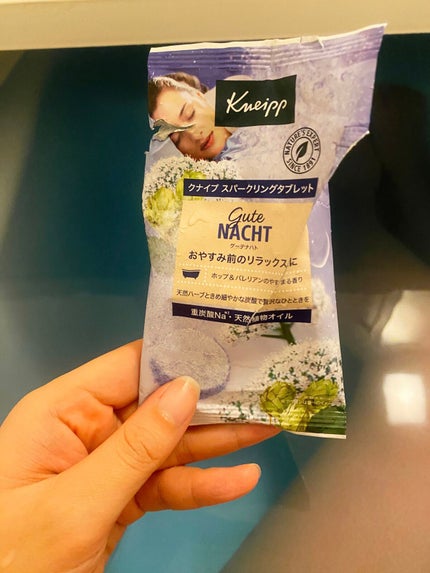 Kneipp
NATURE'S EXPERT
SINCE 1891
クナイプ スパークリングタブレット
Gute
NACHT
グーテナハト
おやすみ前のリラックスに
ホップ&バレリアンのやすまる香り
天然ハーブときめ細やかな炭酸で贅沢なひとときを
重炭酸Na*・天然植物オイル